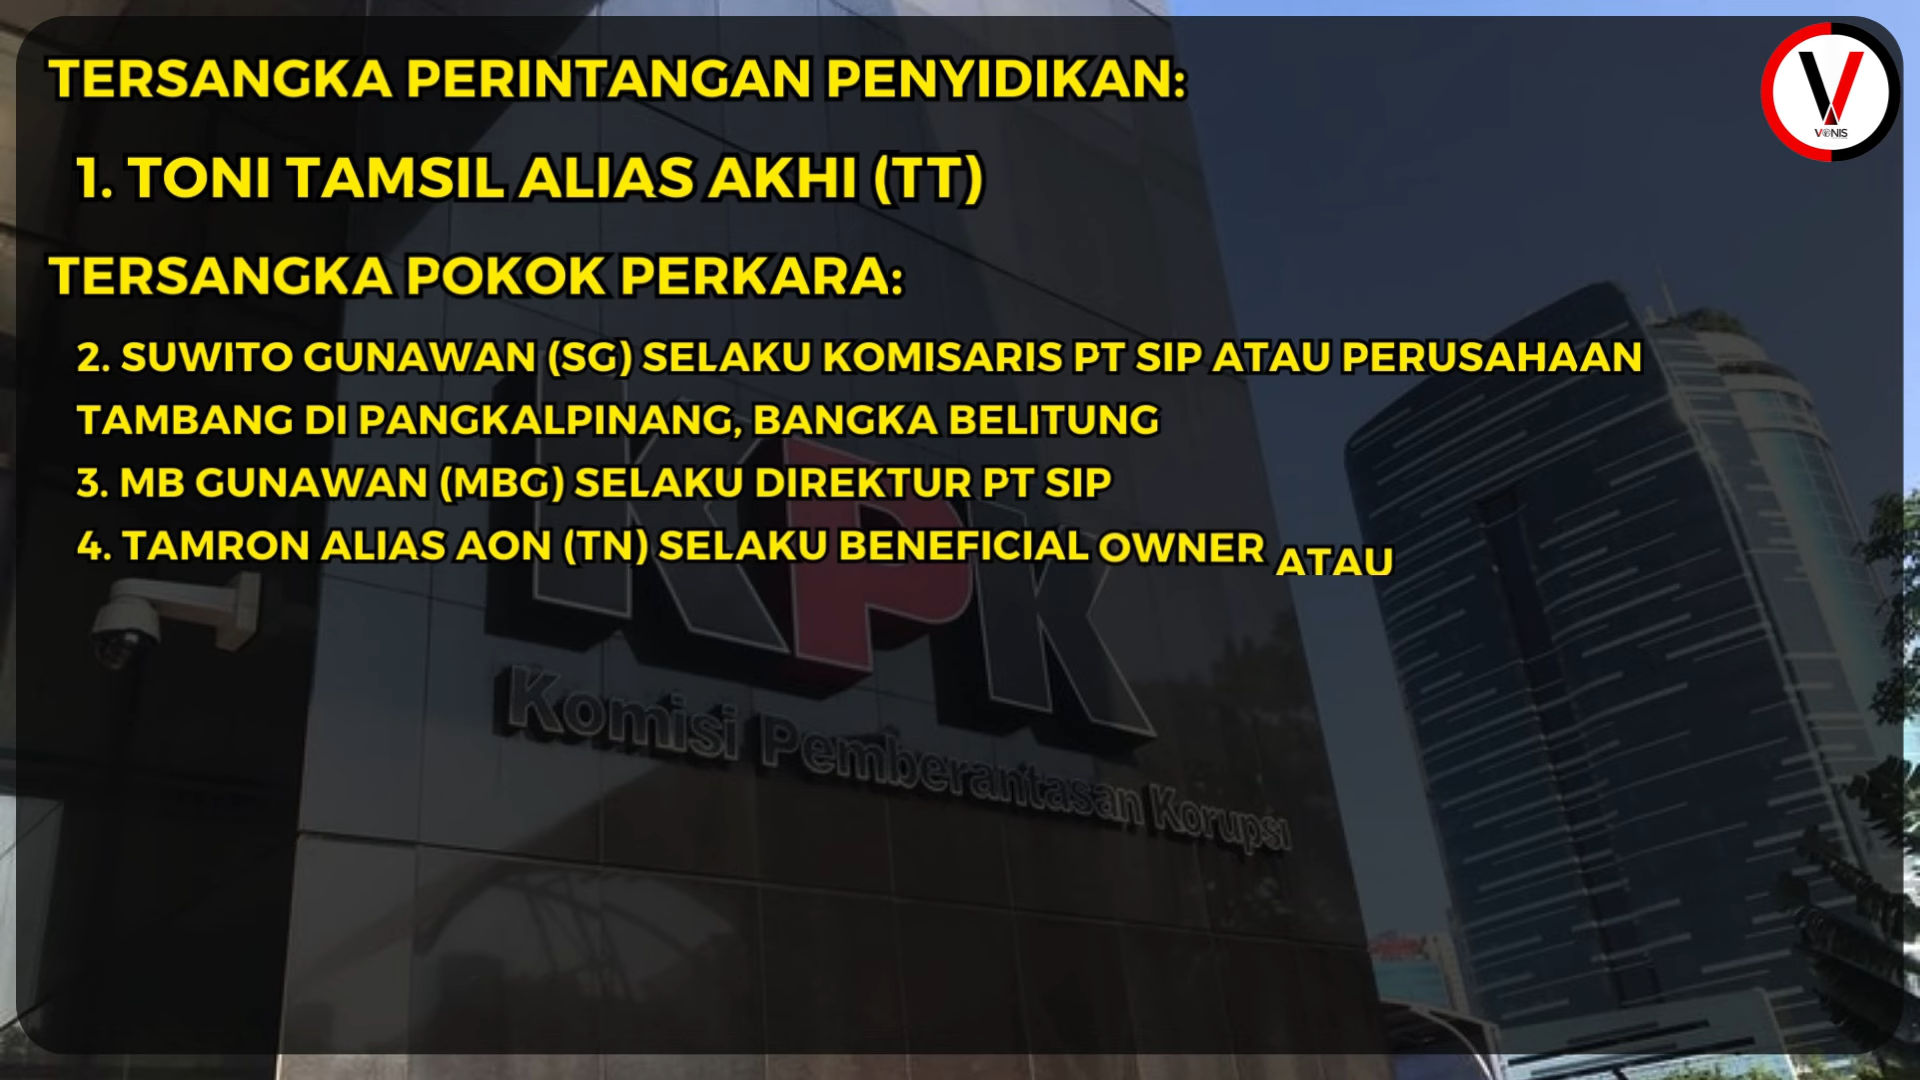 TERSANGKA PERINTANGAN PENYIDIKAN:
1. TONI TAMSIL ALIAS AKHI (TT)
TERSANGKA POKOK PERKARA:
2. SUWITO GUNAWAN (SG) SELAKU KOMISARIS PT SIP ATAU PERUSAHAAN
TAMBANG DI PANGKALPINANG, BANGKA BELITUNG
3. MB GUNAWAN (MBG) SELAKU DIREKTUR PT SIP
4. TAMRON ALIAS AON (TN) SELAKU BENEFICIAL OWNER ATAU
KPK
Komisi Pemberantasan Korupsi
V
VONIS